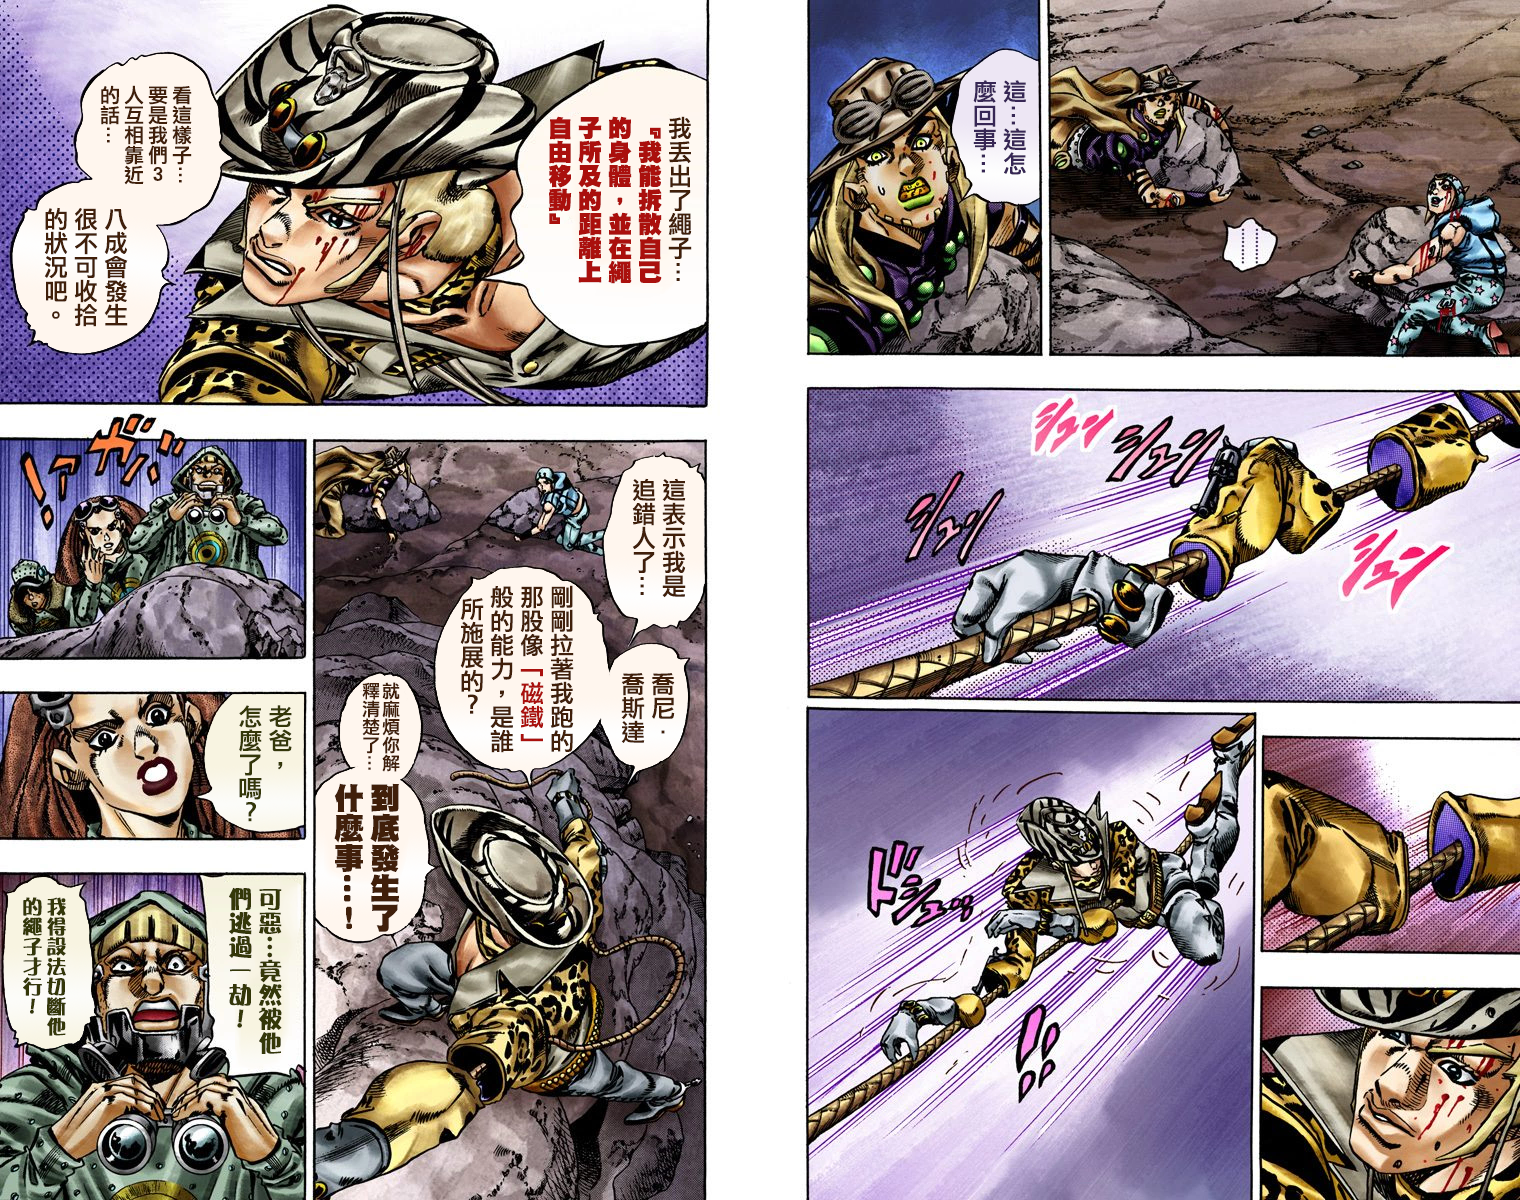 這…這怎
麼回事…
………
………
シュン
シュン
シュン
シュン
ドシュッ‥
!!
我丟出了繩子…
『我能拆散自己
的身體，並在繩
子所及的距離上
自由移動』
看這樣子…
要是我們3
人互相靠近
的話…
八成會發生
很不可收拾
的狀況吧。
這表示我是
追錯人了…
喬尼．
喬斯達
剛剛拉著我跑的
那股像「磁鐵」
般的能力，是誰
所施展的？
就麻煩你解
釋清楚了…
到底發生了
什麼事……！
ガバァ!!
老爸，
怎麼了嗎？
可惡…竟然被他
們逃過一劫！
我得設法切斷他
的繩子才行！